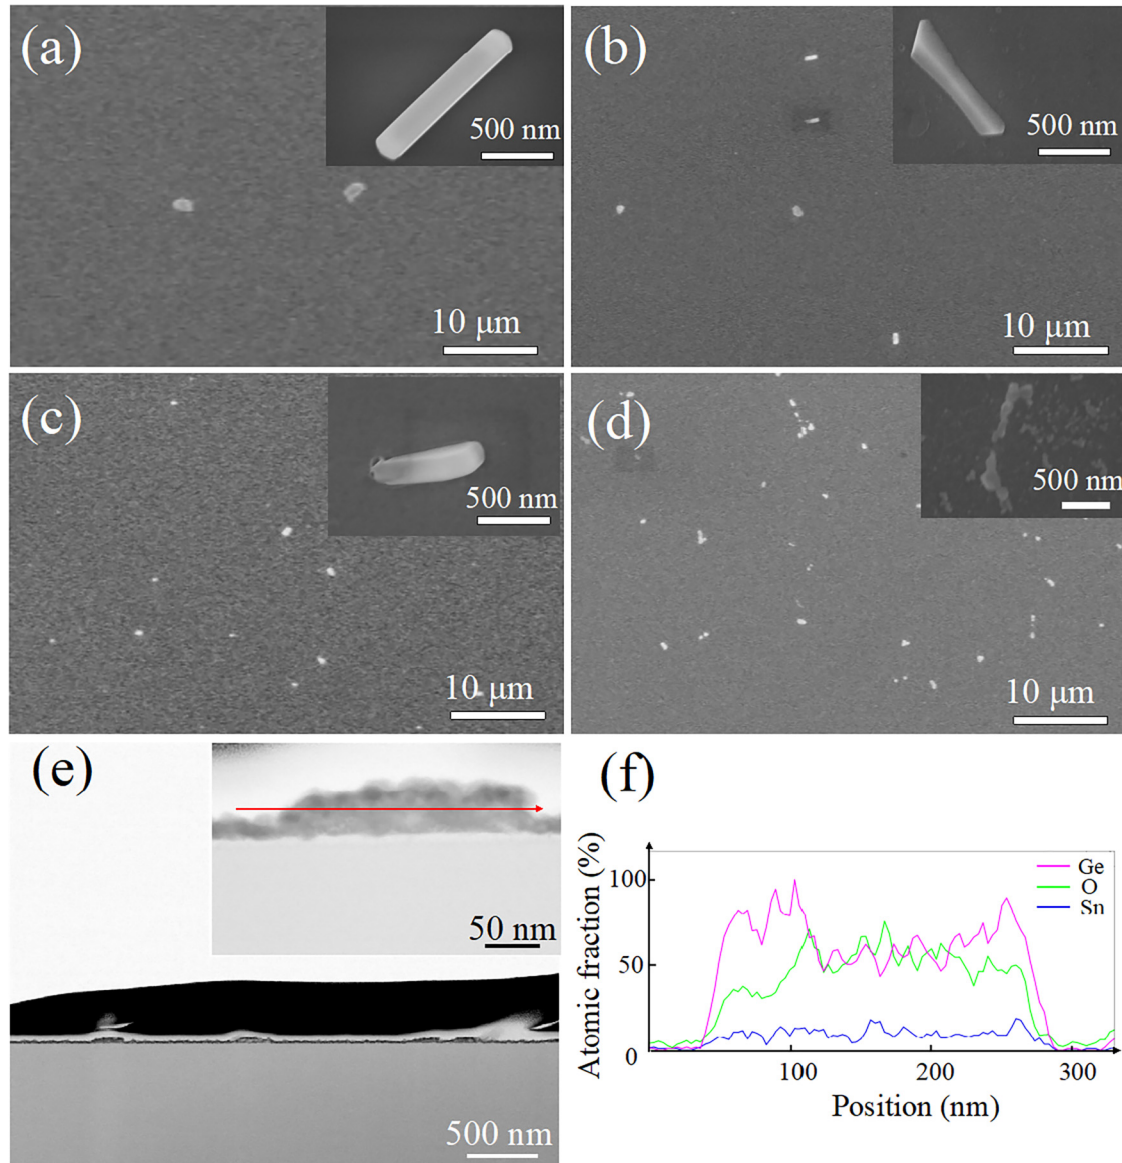 (a)
500 nm
10 μm
(b)
500 nm
10 μm
(c)
500 nm
10 μm
(d)
500 nm
10 μm
(e)
50 nm
500 nm
(f)
Atomic fraction (%)
100
50
0
Ge
O
Sn
100
200
300
Position (nm)